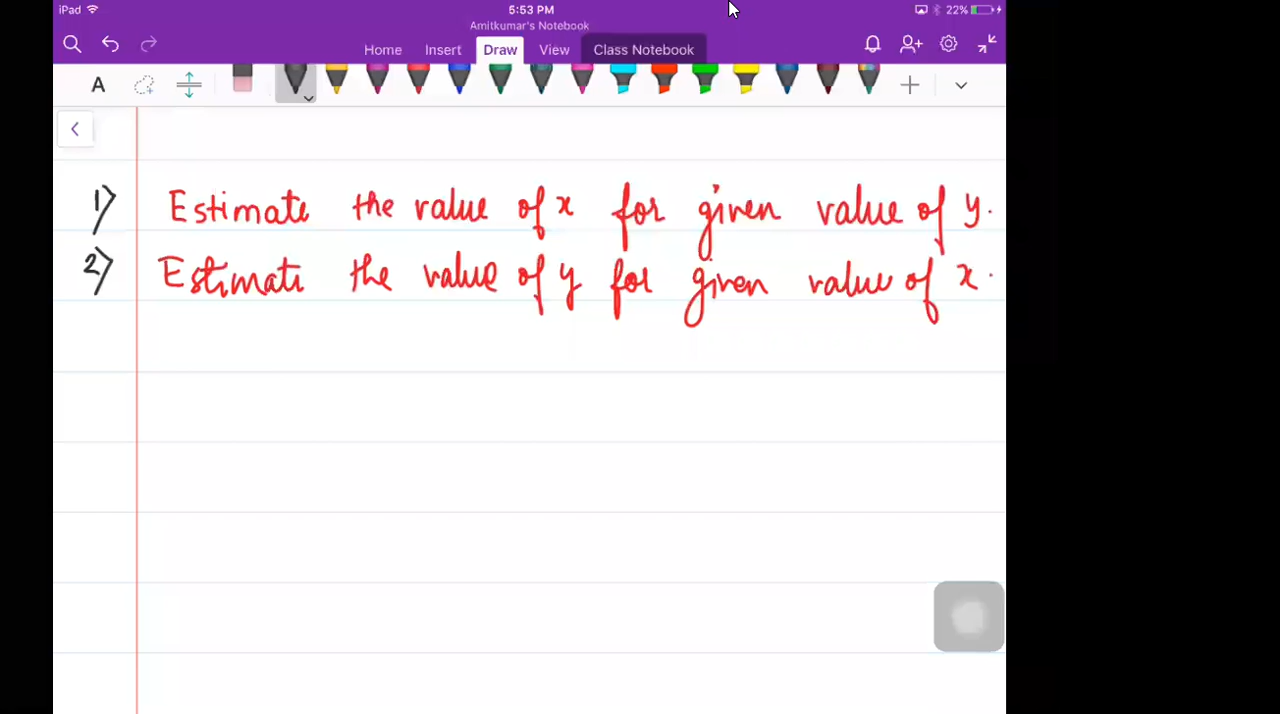 iPad 5:53 PM 22%
Amitkumar's Notebook
Home Insert Draw View Class Notebook
A
1) Estimate the value of x for given value of y.
2) Estimate the value of y for given value of x.